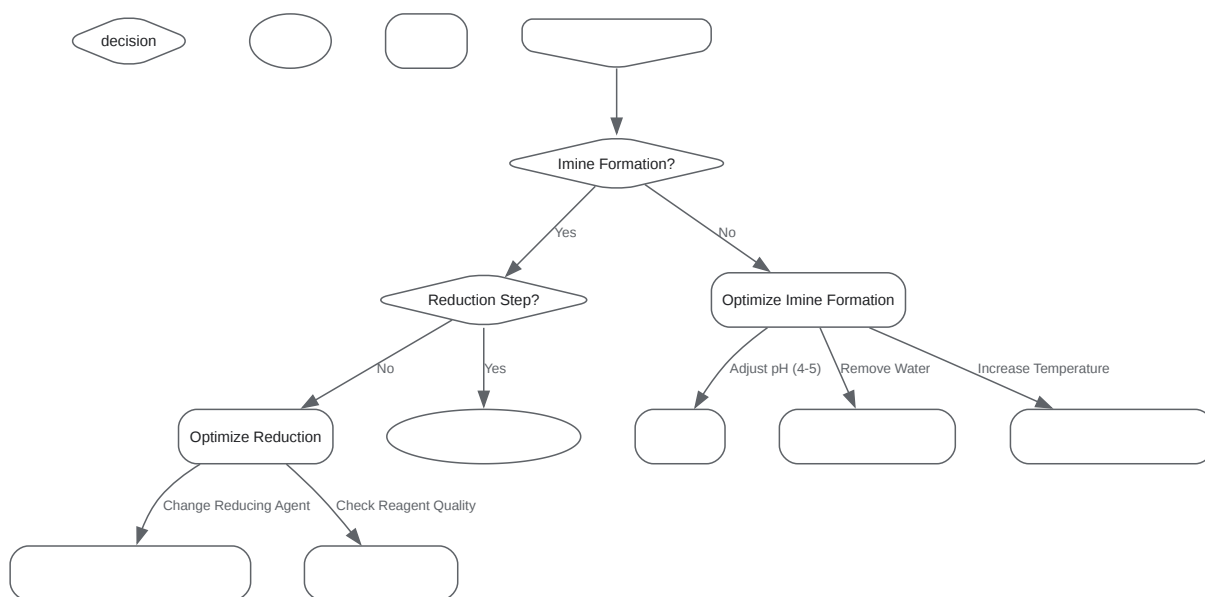 decision
Imine Formation?
Yes
No
Reduction Step?
Optimize Imine Formation
No
Yes
Adjust pH (4-5)
Remove Water
Increase Temperature
Optimize Reduction
Change Reducing Agent
Check Reagent Quality